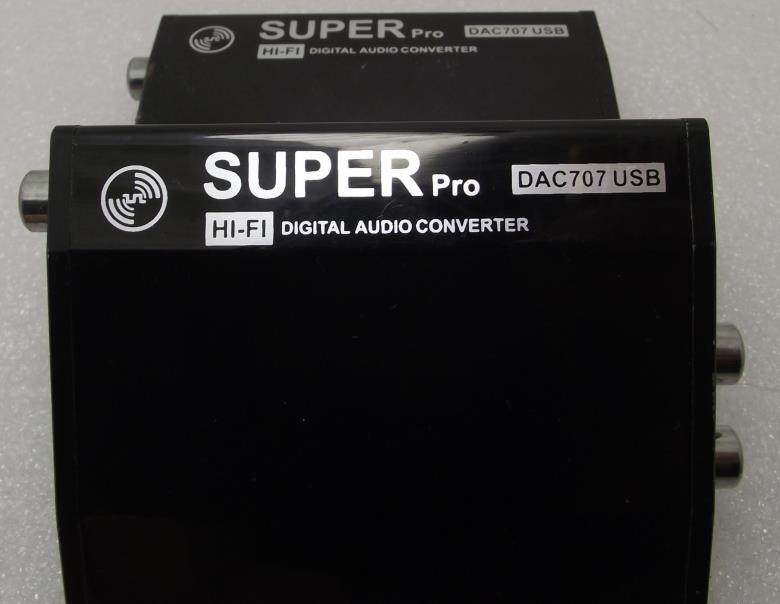 SUPER Pro DAC707 USB
HI-FI DIGITAL AUDIO CONVERTER
SUPER Pro DAC707 USB
HI-FI DIGITAL AUDIO CONVERTER